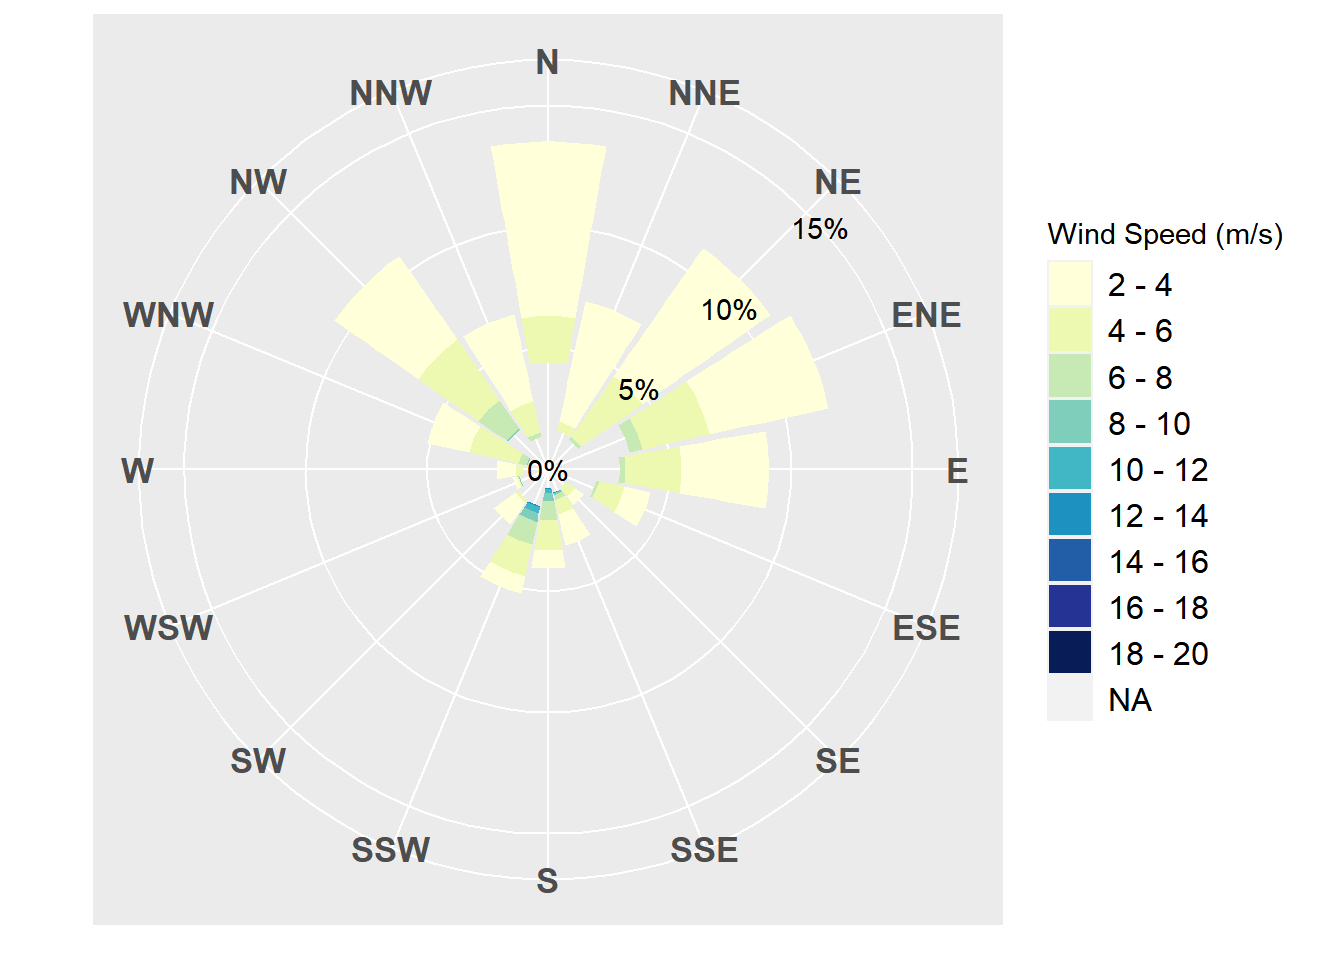 N
NNW
NNE
NW
NE
15%
WNW
10%
ENE
5%
W
0%
E
WSW
ESE
SW
SE
SSW
SSE
S
Wind Speed (m/s)
2 - 4
4 - 6
6 - 8
8 - 10
10 - 12
12 - 14
14 - 16
16 - 18
18 - 20
NA